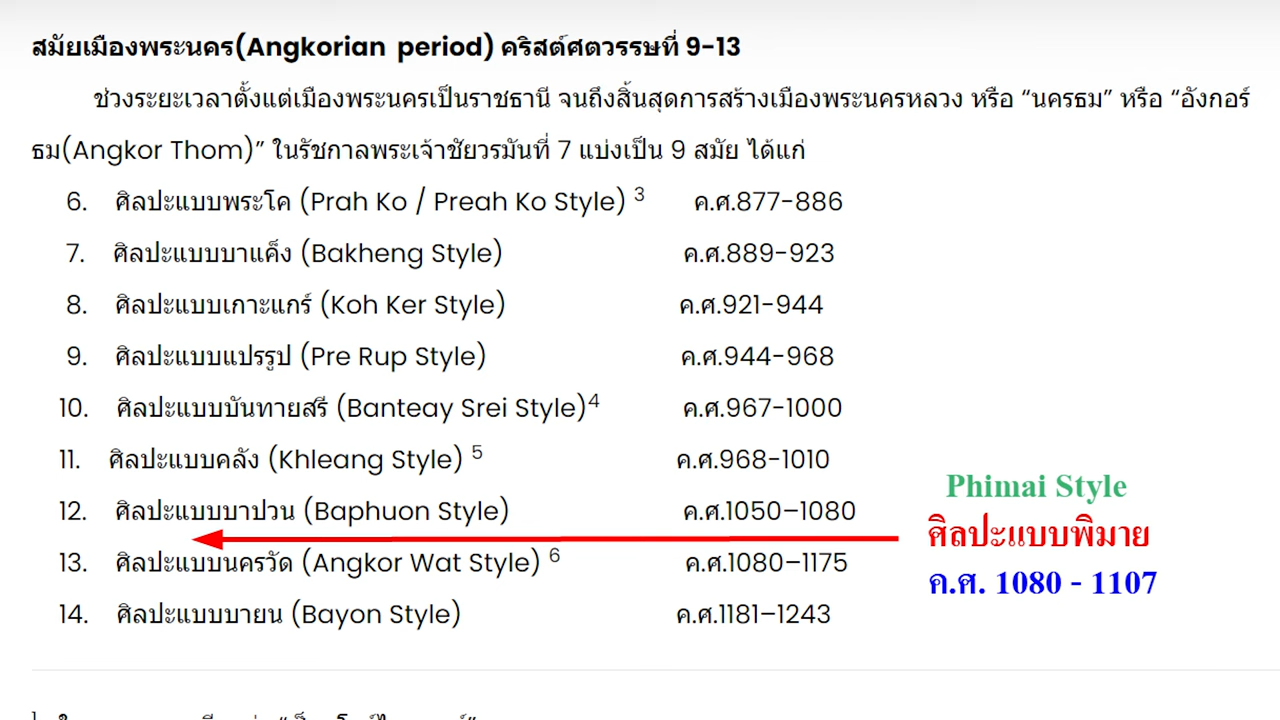 สมัยเมืองพระนคร(Angkorian period) คริสต์ศตวรรษที่ 9-13
ช่วงระยะเวลาตั้งแต่เมืองพระนครเป็นราชธานี จนถึงสิ้นสุดการสร้างเมืองพระนครหลวง หรือ “นครธม” หรือ “อังกอร์
ธม(Angkor Thom)” ในรัชกาลพระเจ้าชัยวรมันที่ 7 แบ่งเป็น 9 สมัย ได้แก่
6. ศิลปะแบบพระโค (Prah Ko / Preah Ko Style) 3 ค.ศ.877-886
7. ศิลปะแบบบาแค็ง (Bakheng Style) ค.ศ.889-923
8. ศิลปะแบบเกาะแกร์ (Koh Ker Style) ค.ศ.921-944
9. ศิลปะแบบแปรรูป (Pre Rup Style) ค.ศ.944-968
10. ศิลปะแบบบันทายสรี (Banteay Srei Style)4 ค.ศ.967-1000
11. ศิลปะแบบคลัง (Khleang Style) 5 ค.ศ.968-1010
12. ศิลปะแบบบาปวน (Baphuon Style) ค.ศ.1050–1080
13. ศิลปะแบบนครวัด (Angkor Wat Style) 6 ค.ศ.1080–1175
14. ศิลปะแบบบายน (Bayon Style) ค.ศ.1181–1243
Phimai Style
ศิลปะแบบพิมาย
ค.ศ. 1080 - 1107